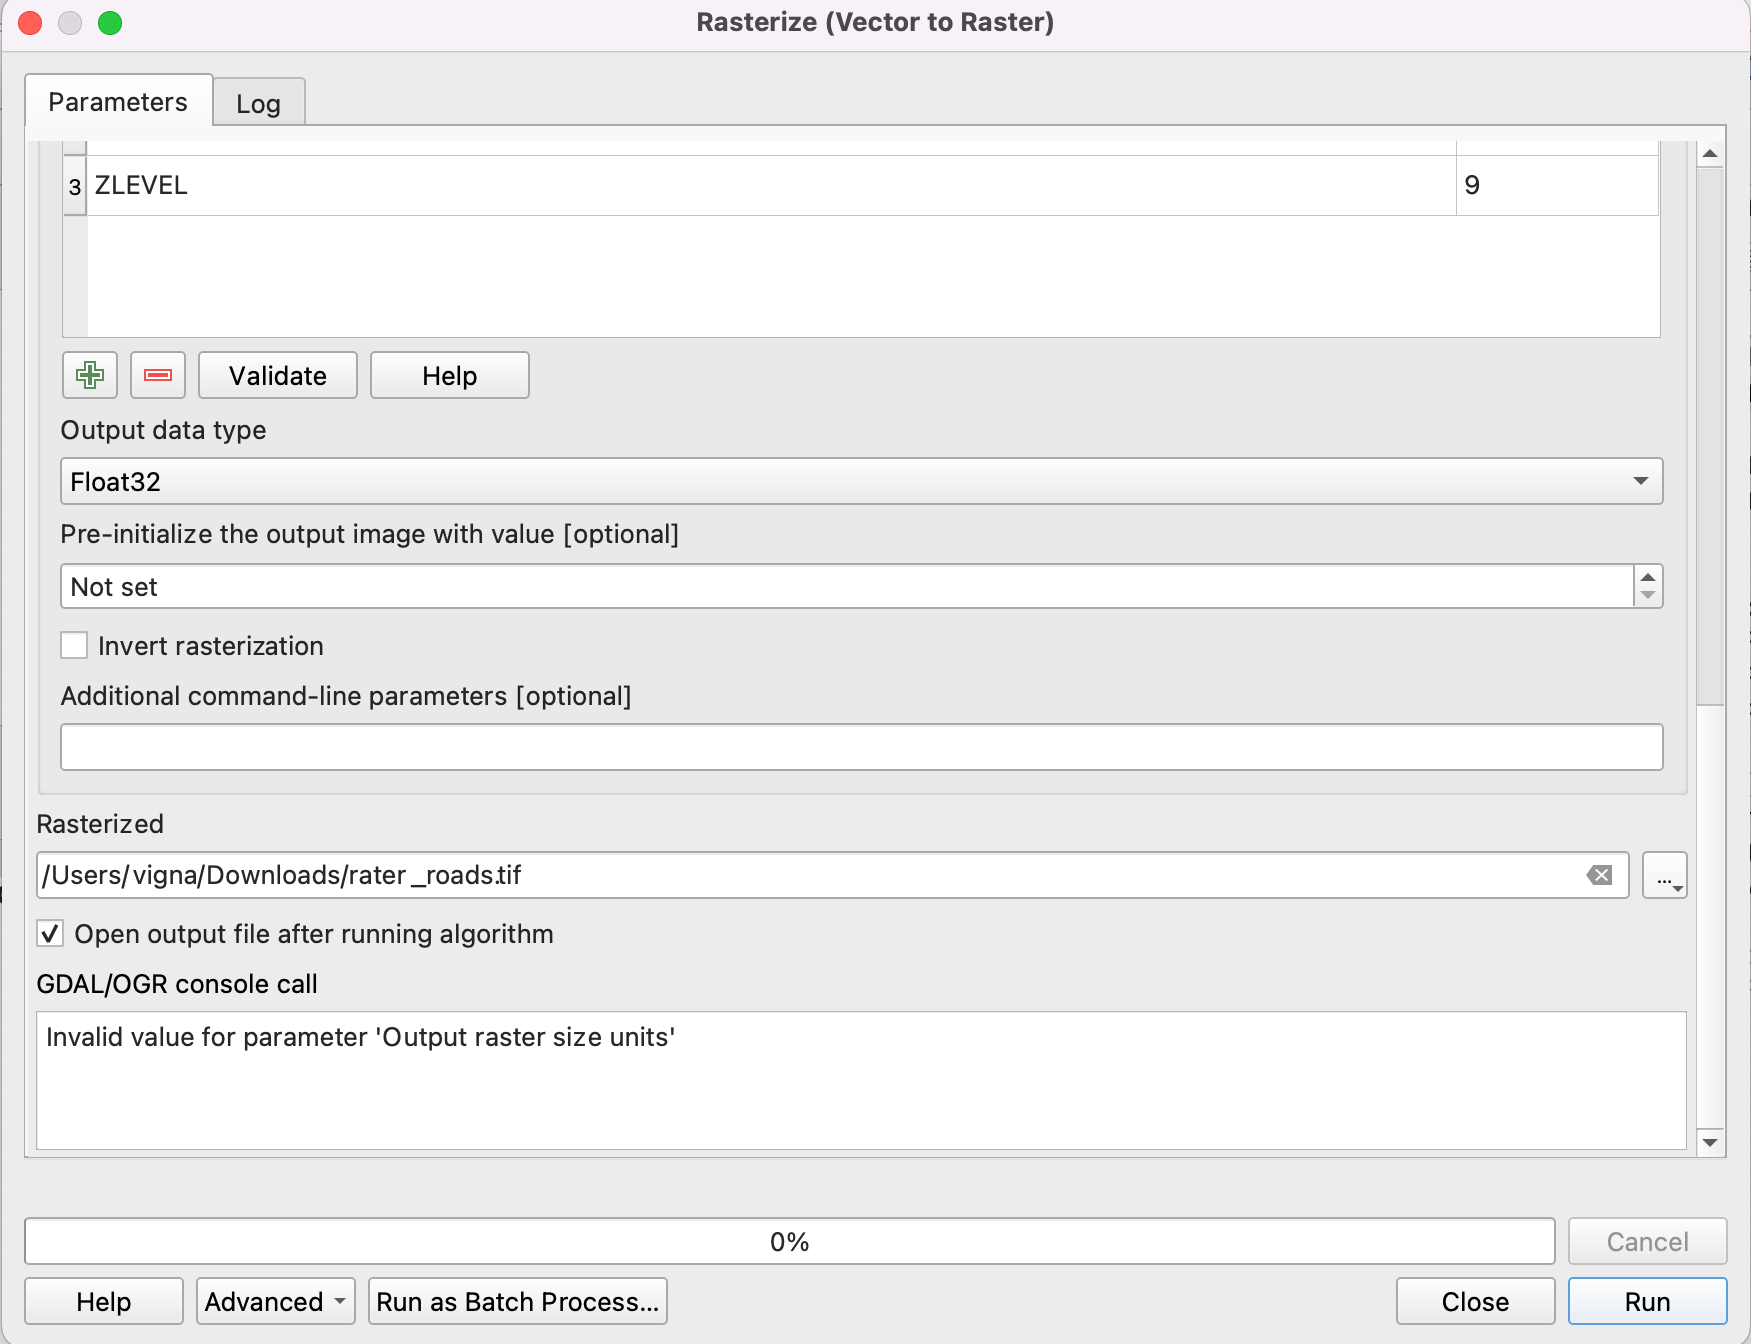 Rasterize (Vector to Raster)
Parameters
Log
3 ZLEVEL 9
Validate
Help
Output data type
Float32
Pre-initialize the output image with value [optional]
Not set
Invert rasterization
Additional command-line parameters [optional]
Rasterized
/Users/vigna/Downloads/rater_roads.tif
...
Open output file after running algorithm
GDAL/OGR console call
Invalid value for parameter 'Output raster size units'
0%
Cancel
Help
Advanced
Run as Batch Process...
Close
Run